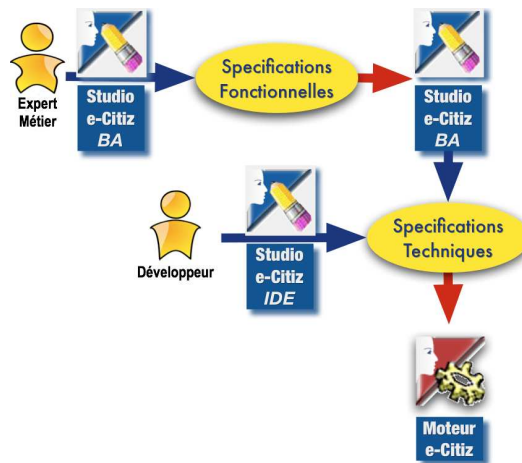 Expert
Métier
Studio
e-Citiz
BA
Specifications
Fonctionnelles
Studio
e-Citiz
BA
Développeur
Studio
e-Citiz
IDE
Specifications
Techniques
Moteur
e-Citiz